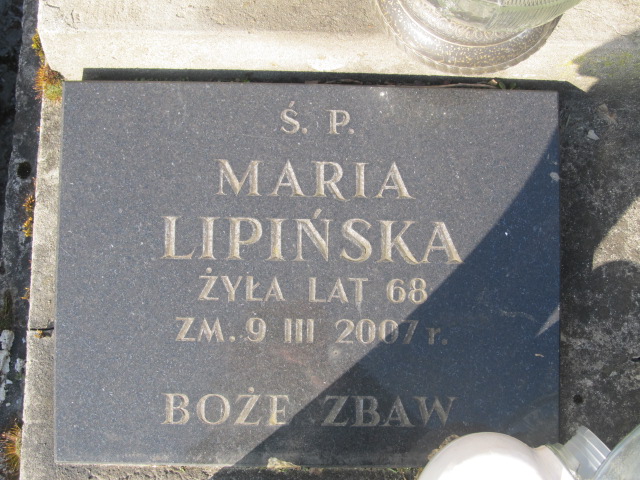 Ś. P.
MARIA
LIPIŃSKA
ŻYŁA LAT 68
ZM. 9 III 2007 r.
BOŻE ZBAW